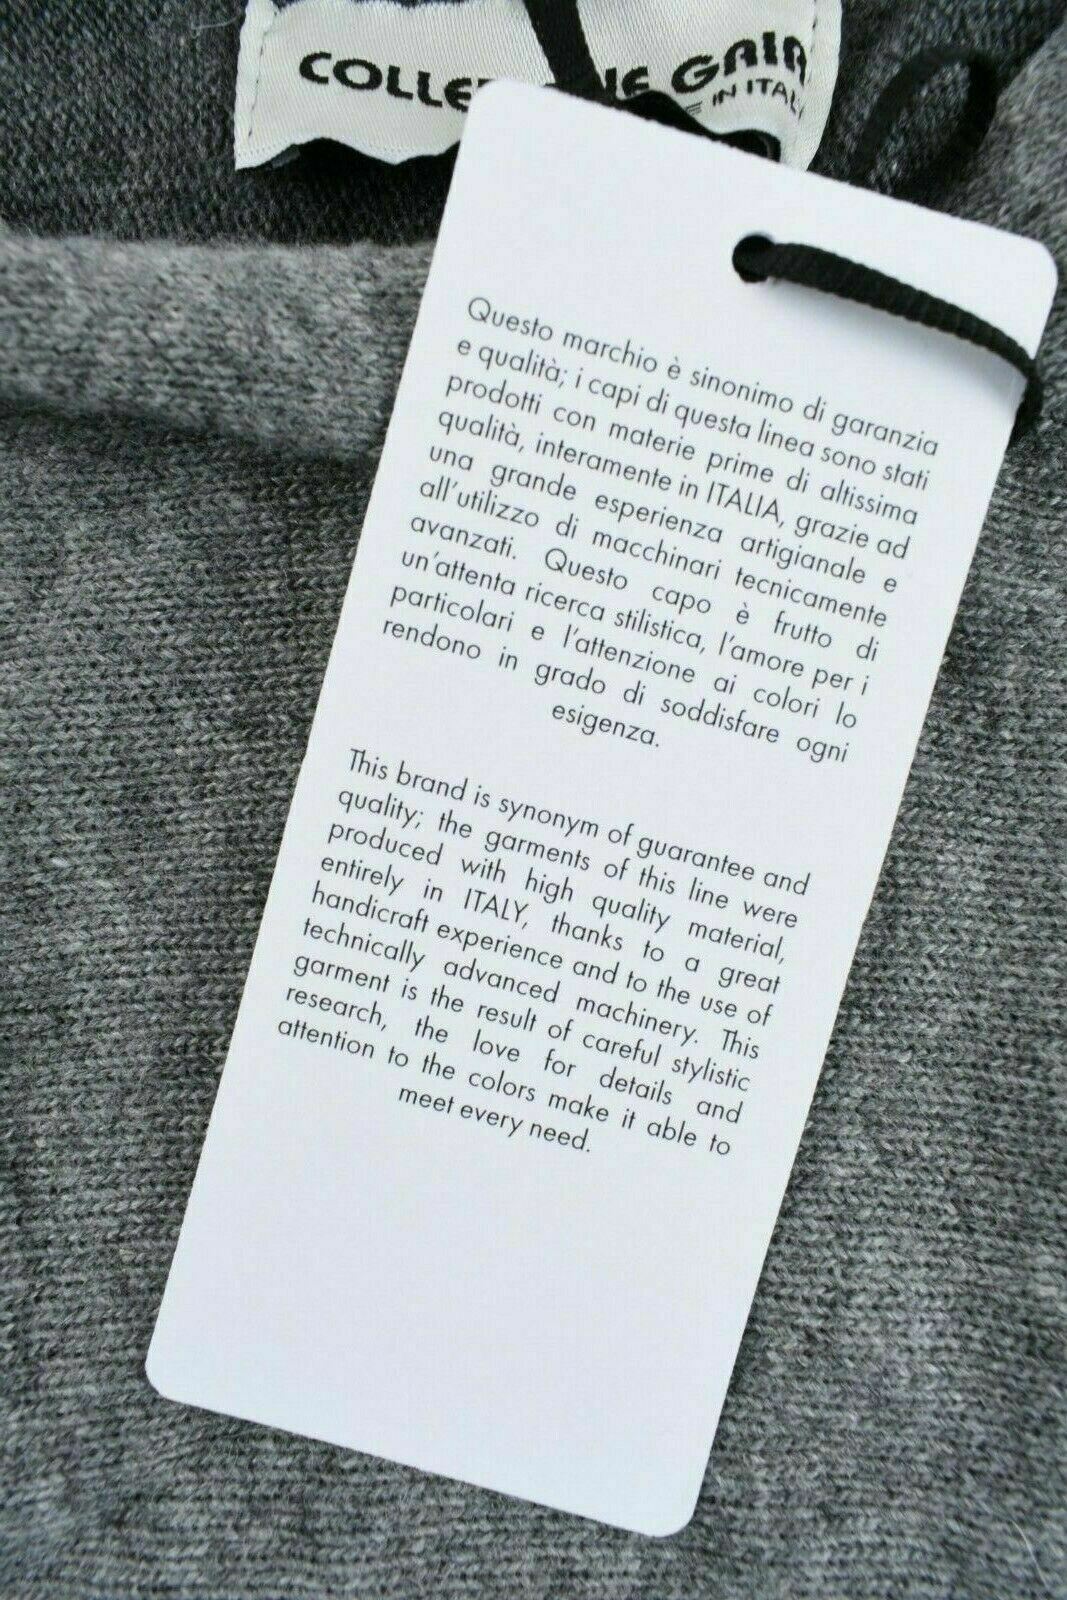 GAIA
IN
Questo marchio è sinonimo di garanzia
e qualità; i capi di questa linea sono stati
prodotti con materie prime di altissima
qualità, interamente in ITALIA, grazie ad
una grande esperienza artigianale e
all'utilizzo di macchinari tecnicamente
avanzati. Questo capo è frutto di
un'attenta ricerca stilistica, l'amore per i
particolari e l'attenzione ai colori lo
rendono in grado di soddisfare ogni
esigenza.
This brand is synonym of guarantee and
quality; the garments of this line were
produced with high quality material,
entirely in ITALY, thanks to a great
handicraft experience and to the use of
technically advanced machinery. This
garment is the result of careful stylistic
research, the love for details and
attention to the colors make it able to
meet every need.